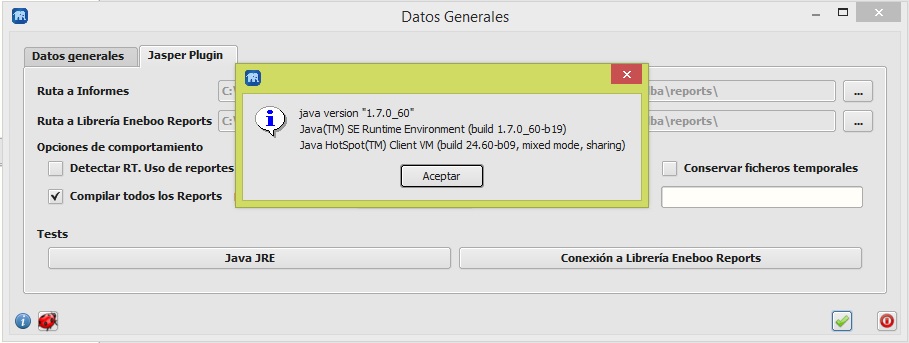 Datos Generales
Datos generales
Jasper Plugin
Ruta a Informes
C:\
ba\reports\
...
Ruta a Librería Eneboo Reports
C:\
ba\reports\
...
java version "1.7.0_60"
Java(TM) SE Runtime Environment (build 1.7.0_60-b19)
Java HotSpot(TM) Client VM (build 24.60-b09, mixed mode, sharing)
Aceptar
Opciones de comportamiento
Detectar RT. Uso de reportes
Conservar ficheros temporales
Compilar todos los Reports
Tests
Java JRE
Conexión a Librería Eneboo Reports